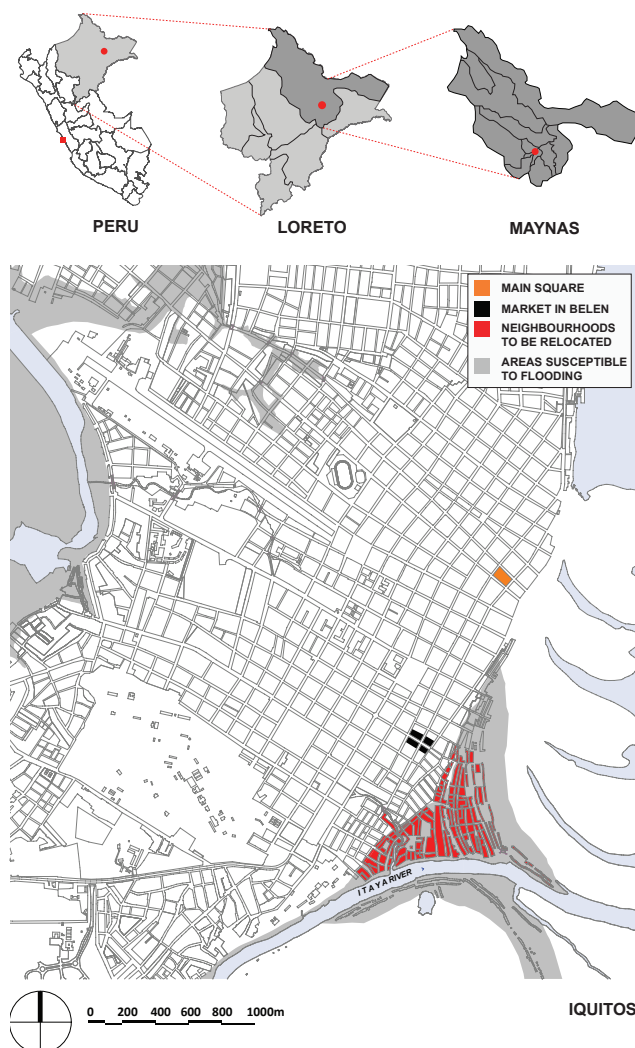 PERU
LORETO
MAYNAS
MAIN SQUARE
MARKET IN BELEN
NEIGHBOURHOODS
TO BE RELOCATED
AREAS SUSCEPTIBLE
TO FLOODING
ITAYA RIVER
0 200 400 600 800 1000m
IQUITOS